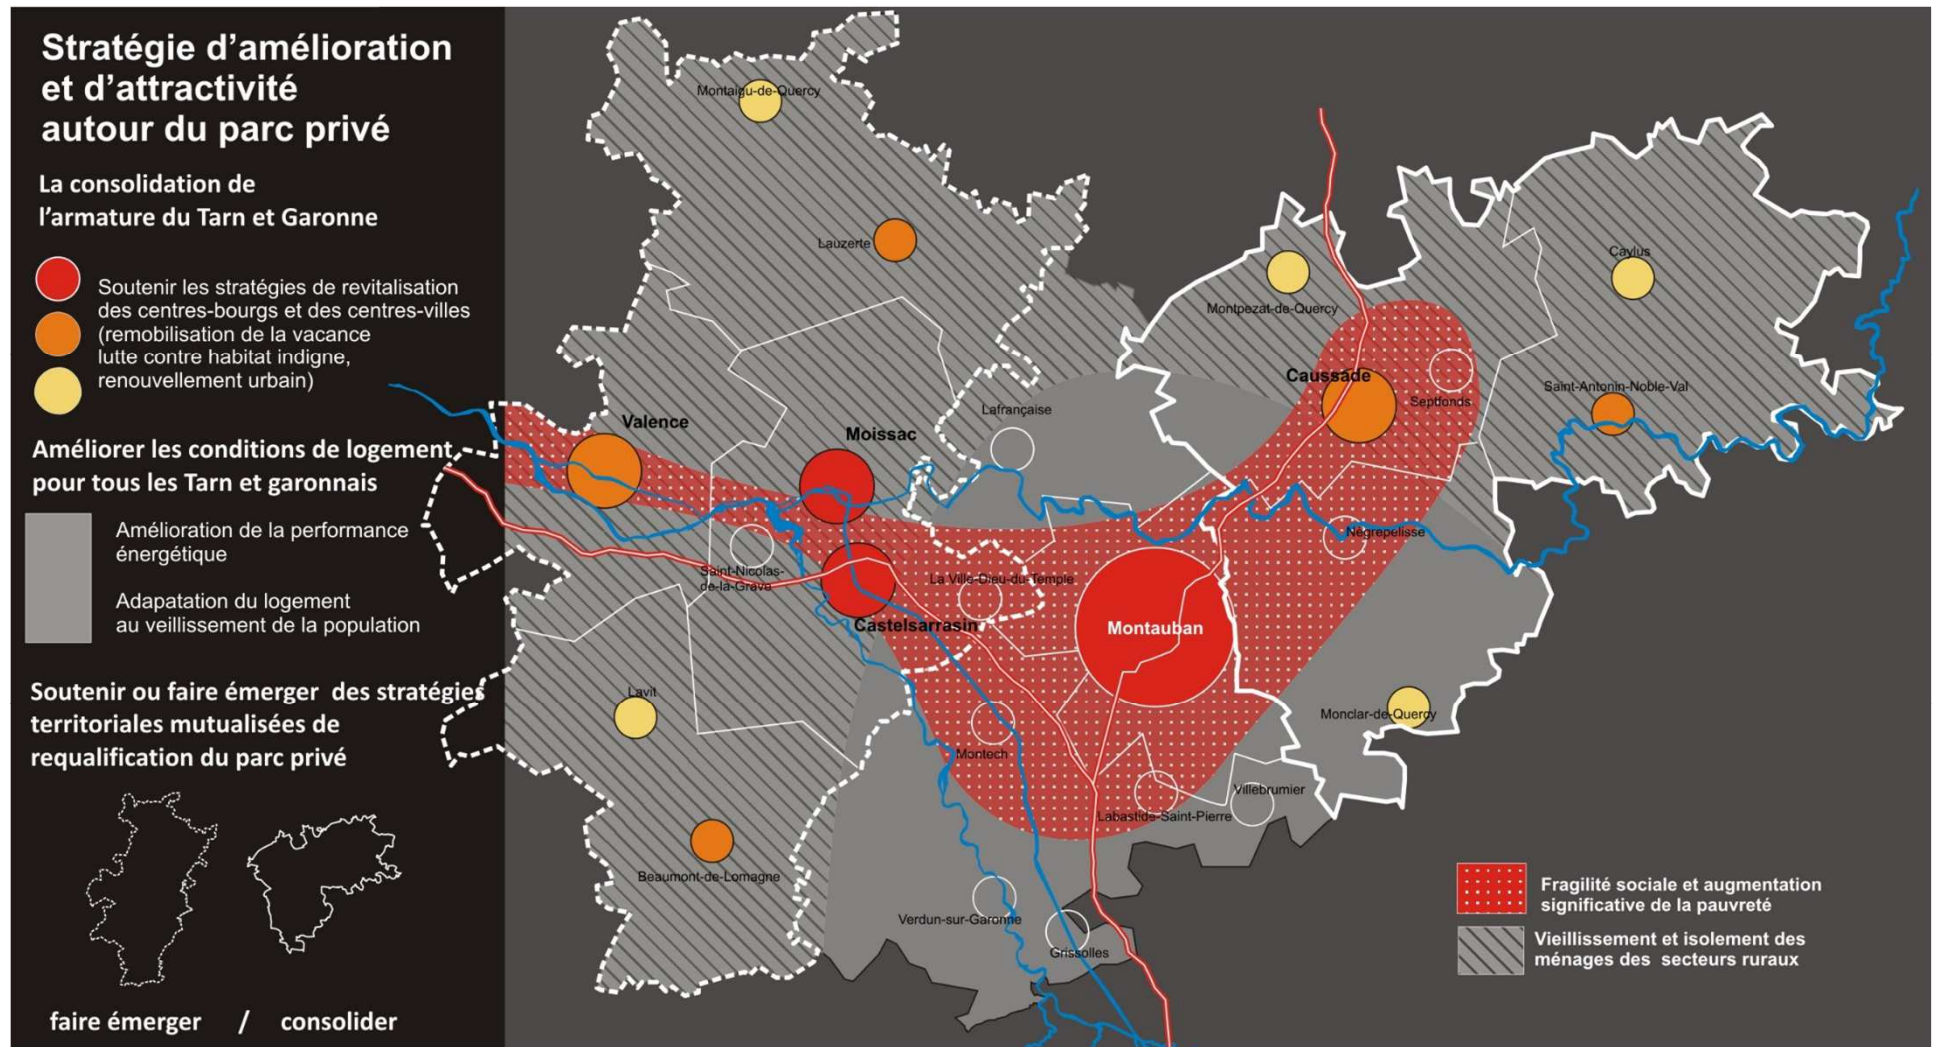 Stratégie d’amélioration
et d’attractivité
autour du parc privé
La consolidation de
l’armature du Tarn et Garonne
Soutenir les stratégies de revitalisation
des centres-bourgs et des centres-villes
(remobilisation de la vacance
lutte contre habitat indigne,
renouvellement urbain)
Améliorer les conditions de logement
pour tous les Tarn et garonnais
Amélioration de la performance
énergétique
Adapatation du logement
au veillissement de la population
Soutenir ou faire émerger des stratégies
territoriales mutualisées de
requalification du parc privé
faire émerger / consolider
Montaigu-de-Quercy
Lauzerte
Montpezat-de-Quercy
Caylus
Caussade
Septfonds
Saint-Antonin-Noble-Val
Lafrançaise
Valence
Moissac
Nègrepelisse
Saint-Nicolas-
de-la-Grave
La Ville-Dieu-du-Temple
Castelsarrasin
Montauban
Lavit
Monclar-de-Quercy
Montech
Villebrumier
Labastide-Saint-Pierre
Beaumont-de-Lomagne
Verdun-sur-Garonne
Grissolles
Fragilité sociale et augmentation
significative de la pauvreté
Vieillissement et isolement des
ménages des secteurs ruraux